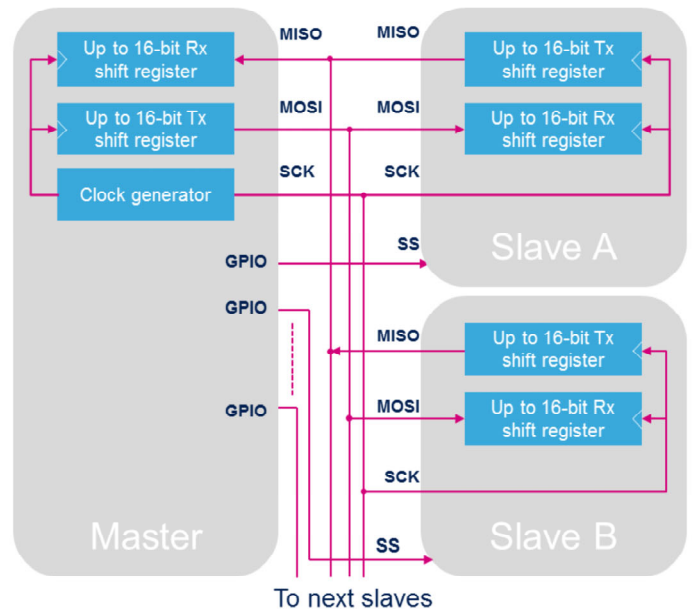 MISO
MISO
Up to 16-bit Rx
shift register
Up to 16-bit Tx
shift register
MOSI
MOSI
Up to 16-bit Tx
shift register
Up to 16-bit Rx
shift register
SCK
SCK
Clock generator
SS
Slave A
GPIO
GPIO
MISO
Up to 16-bit Tx
shift register
GPIO
MOSI
Up to 16-bit Rx
shift register
SCK
Master
SS
Slave B
To next slaves